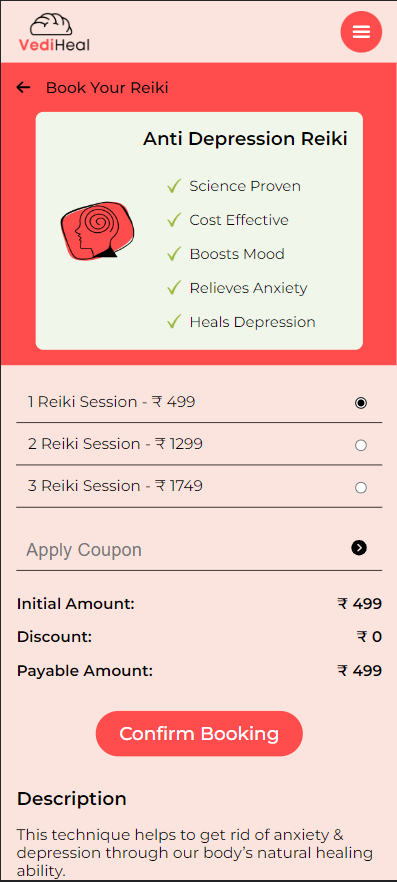 VediHeal
Book Your Reiki
Anti Depression Reiki
Science Proven
Cost Effective
Boosts Mood
Relieves Anxiety
Heals Depression
1 Reiki Session - ₹ 499
2 Reiki Session - ₹ 1299
3 Reiki Session - ₹ 1749
Apply Coupon
Initial Amount: ₹ 499
Discount: ₹ 0
Payable Amount: ₹ 499
Confirm Booking
Description
This technique helps to get rid of anxiety &
depression through our body’s natural healing
ability.